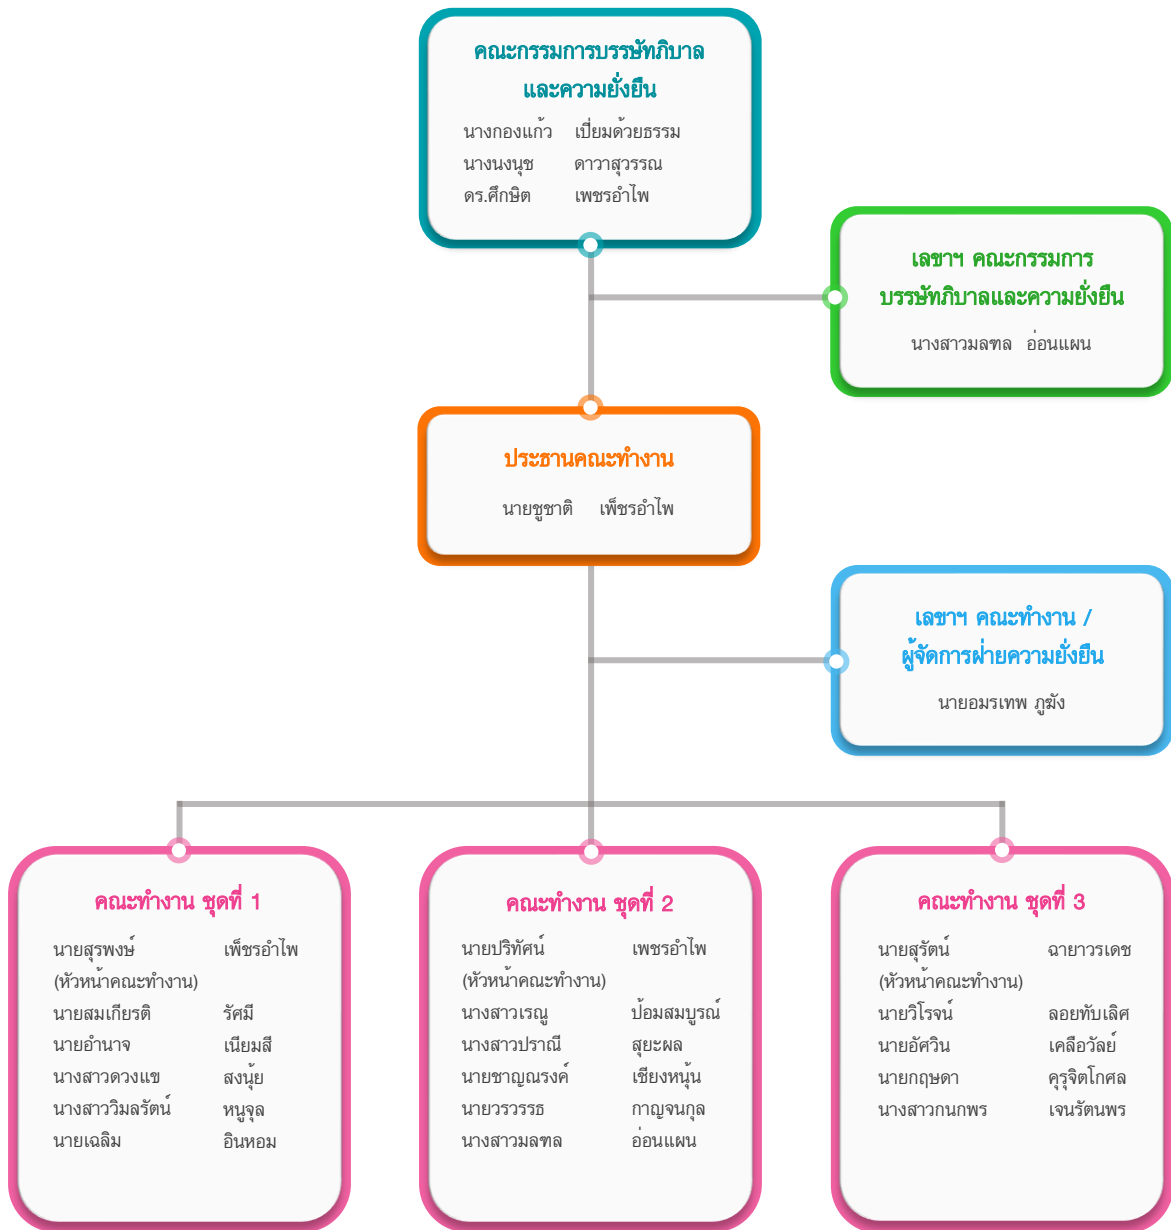 คณะกรรมการบรรษัทภิบาล
และความยั่งยืน
นางกองแก้ว เปี่ยมด้วยธรรม
นางนงนุช ดาวาสุวรรณ
ดร.ศึกษิต เพชรอำไพ
เลขาฯ คณะกรรมการ
บรรษัทภิบาลและความยั่งยืน
นางสาวมลฑล อ่อนแผน
ประธานคณะทำงาน
นายชูชาติ เพ็ชรอำไพ
เลขาฯ คณะทำงาน /
ผู้จัดการฝ่ายความยั่งยืน
นายอมรเทพ ภูฆัง
คณะทำงาน ชุดที่ 1
นายสุรพงษ์ เพ็ชรอำไพ
(หัวหน้าคณะทำงาน)
นายสมเกียรติ รัศมี
นายอำนาจ เนียมสี
นางสาวดวงแข สงนุ้ย
นางสาววิมลรัตน์ หนูจุล
นายเฉลิม อินหอม
คณะทำงาน ชุดที่ 2
นายปริทัศน์ เพชรอำไพ
(หัวหน้าคณะทำงาน)
นางสาวเรณู ป้อมสมบูรณ์
นางสาวปราณี สุยะผล
นายชาญณรงค์ เชียงหนุ้น
นายวรวรรธ กาญจนกุล
นางสาวมลฑล อ่อนแผน
คณะทำงาน ชุดที่ 3
นายสุรัตน์ ฉายาวรเดช
(หัวหน้าคณะทำงาน)
นายวิโรจน์ ลอยทับเลิศ
นายอัศวิน เคลือวัลย์
นายกฤษดา คุรุจิตโกศล
นางสาวกนกพร เจนรัตนพร